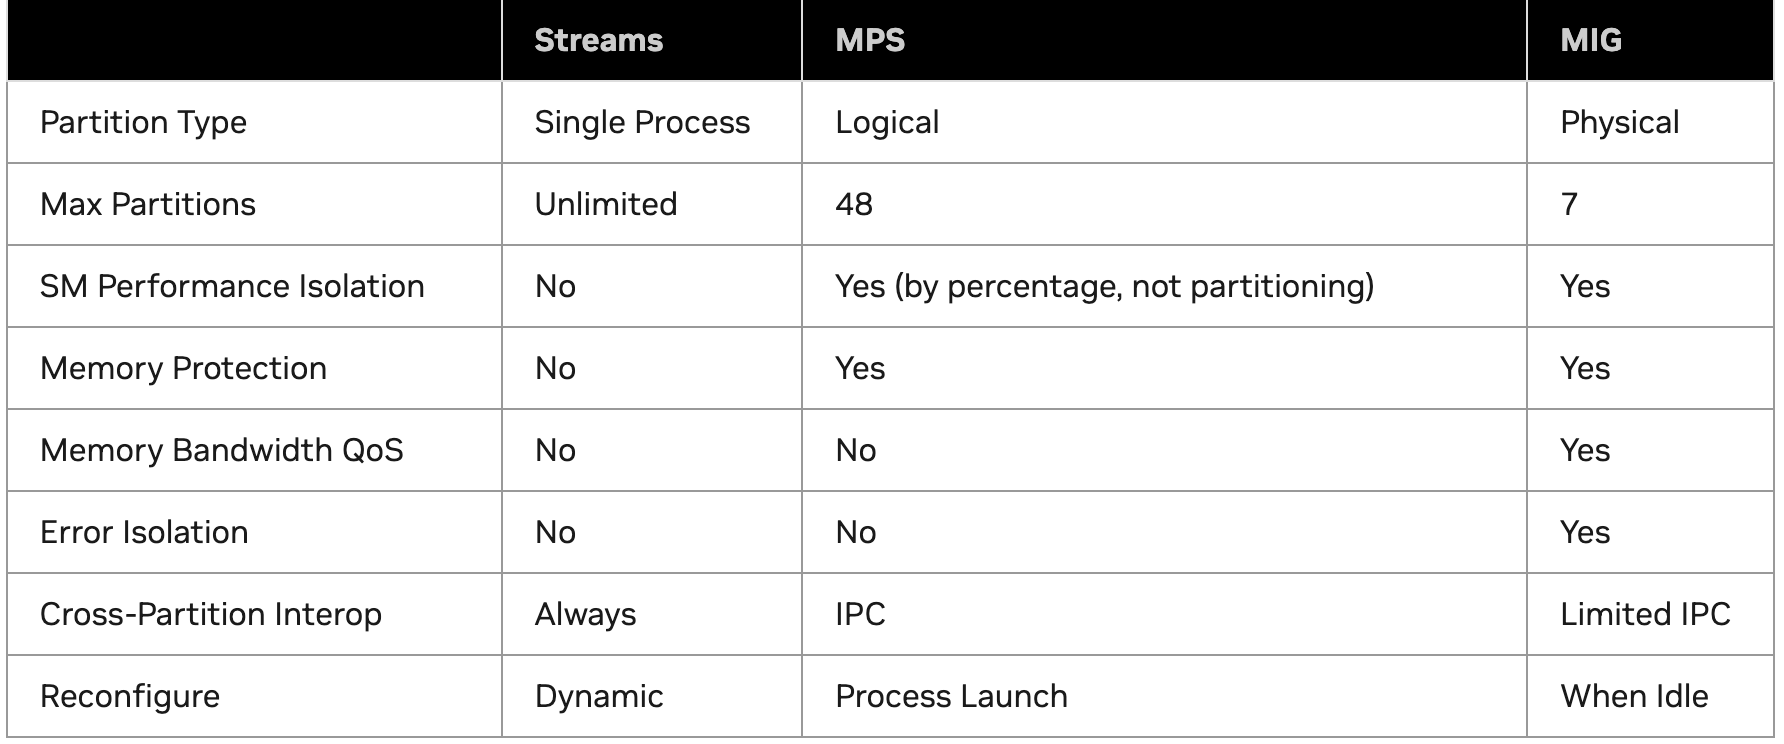 Streams MPS MIG
Partition Type Single Process Logical Physical
Max Partitions Unlimited 48 7
SM Performance Isolation No Yes (by percentage, not partitioning) Yes
Memory Protection No Yes Yes
Memory Bandwidth QoS No No Yes
Error Isolation No No Yes
Cross-Partition Interop Always IPC Limited IPC
Reconfigure Dynamic Process Launch When Idle